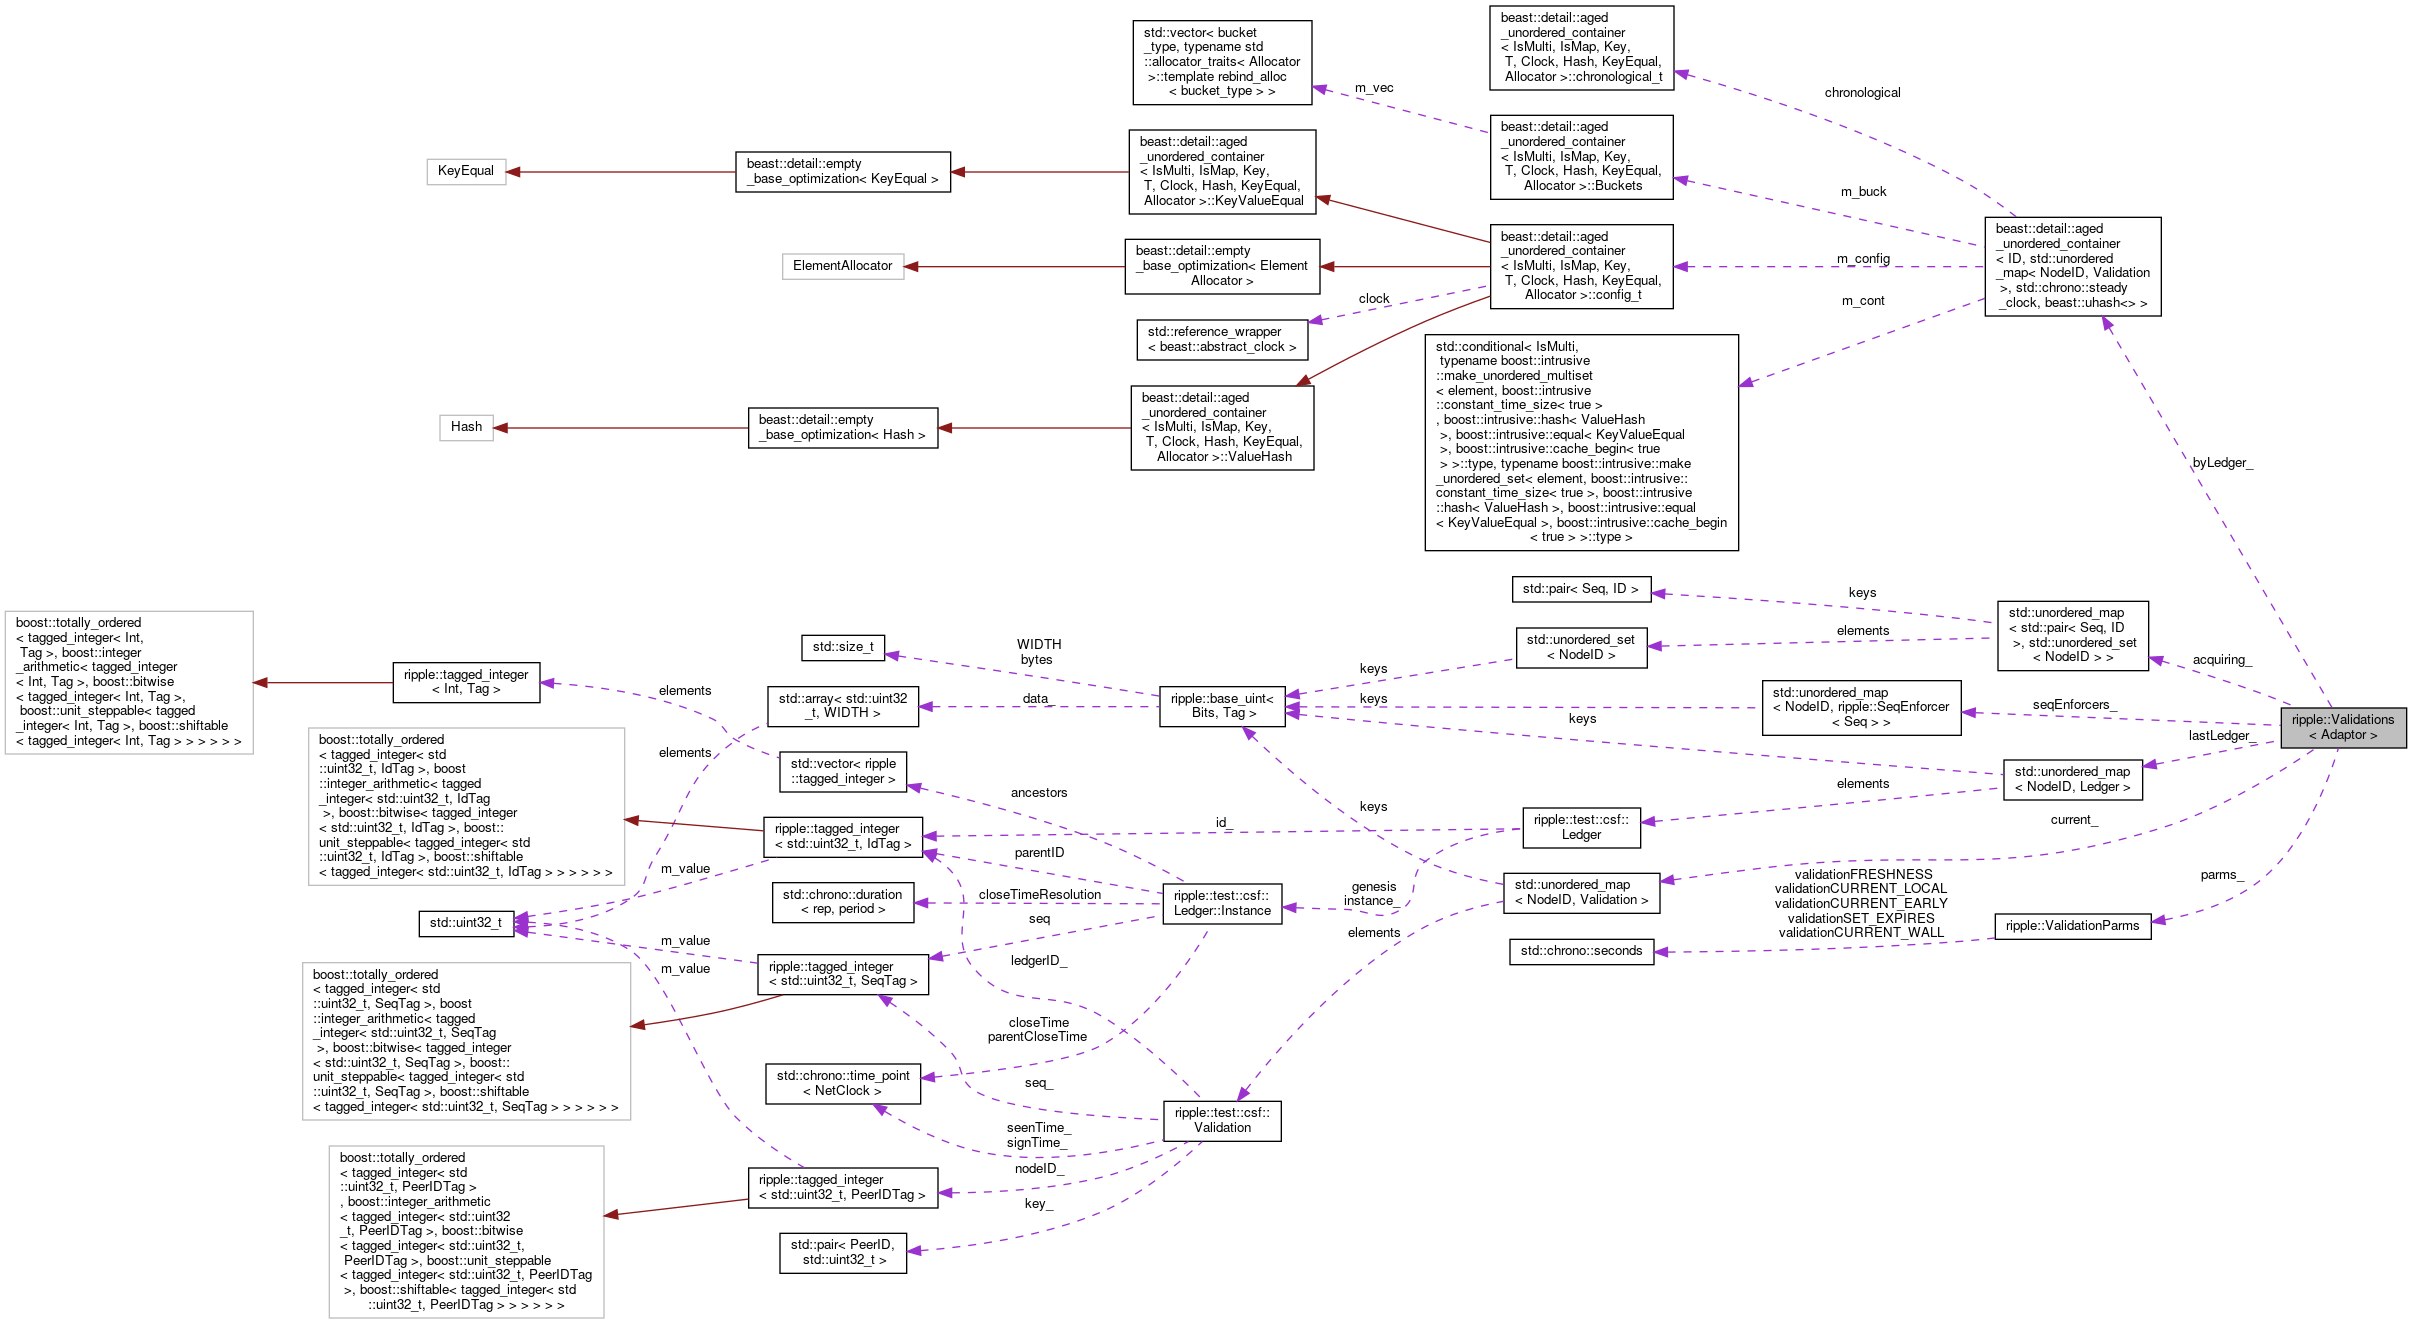 beast::detail::aged
_unordered_container
< IsMulti, IsMap, Key,
T, Clock, Hash, KeyEqual,
Allocator >::chronological_t
std::vector< bucket
_type, typename std
::allocator_traits< Allocator
>::template rebind_alloc
< bucket_type > >
m_vec
chronological
beast::detail::aged
_unordered_container
< IsMulti, IsMap, Key,
T, Clock, Hash, KeyEqual,
Allocator >::Buckets
KeyEqual
beast::detail::empty
_base_optimization< KeyEqual >
beast::detail::aged
_unordered_container
< IsMulti, IsMap, Key,
T, Clock, Hash, KeyEqual,
Allocator >::KeyValueEqual
m_buck
beast::detail::aged
_unordered_container
< ID, std::unordered
_map< NodeID, Validation
>, std::chrono::steady
_clock, beast::uhash<> >
ElementAllocator
beast::detail::empty
_base_optimization< Element
Allocator >
beast::detail::aged
_unordered_container
< IsMulti, IsMap, Key,
T, Clock, Hash, KeyEqual,
Allocator >::config_t
m_config
clock
m_cont
std::reference_wrapper
< beast::abstract_clock >
std::conditional< IsMulti,
typename boost::intrusive
::make_unordered_multiset
< element, boost::intrusive
::constant_time_size< true >
, boost::intrusive::hash< ValueHash
>, boost::intrusive::equal< KeyValueEqual
>, boost::intrusive::cache_begin< true
> >::type, typename boost::intrusive::make
_unordered_set< element, boost::intrusive::
constant_time_size< true >, boost::intrusive
::hash< ValueHash >, boost::intrusive::equal
< KeyValueEqual >, boost::intrusive::cache_begin
< true > >::type >
Hash
beast::detail::empty
_base_optimization< Hash >
beast::detail::aged
_unordered_container
< IsMulti, IsMap, Key,
T, Clock, Hash, KeyEqual,
Allocator >::ValueHash
byLedger_
std::pair< Seq, ID >
keys
std::unordered_map
< std::pair< Seq, ID
>, std::unordered_set
< NodeID > >
std::unordered_set
< NodeID >
elements
acquiring_
boost::totally_ordered
< tagged_integer< Int,
Tag >, boost::integer
_arithmetic< tagged_integer
< Int, Tag >, boost::bitwise
< tagged_integer< Int, Tag >,
boost::unit_steppable< tagged
_integer< Int, Tag >, boost::shiftable
< tagged_integer< Int, Tag > > > > > >
ripple::tagged_integer
< Int, Tag >
elements
std::size_t
WIDTH
bytes
std::array< std::uint32
_t, WIDTH >
data_
ripple::base_uint<
Bits, Tag >
keys
keys
keys
std::unordered_map
< NodeID, ripple::SeqEnforcer
< Seq > >
seqEnforcers_
ripple::Validations
< Adaptor >
lastLedger_
std::unordered_map
< NodeID, Ledger >
elements
boost::totally_ordered
< tagged_integer< std
::uint32_t, IdTag >, boost
::integer_arithmetic< tagged
_integer< std::uint32_t, IdTag
>, boost::bitwise< tagged_integer
< std::uint32_t, IdTag >, boost::
unit_steppable< tagged_integer< std
::uint32_t, IdTag >, boost::shiftable
< tagged_integer< std::uint32_t, IdTag > > > > > >
elements
std::vector< ripple
::tagged_integer >
ancestors
keys
ripple::tagged_integer
< std::uint32_t, IdTag >
id_
ripple::test::csf::
Ledger
current_
parentID
m_value
std::chrono::duration
< rep, period >
closeTimeResolution
ripple::test::csf::
Ledger::Instance
genesis
instance_
std::unordered_map
< NodeID, Validation >
validationFRESHNESS
validationCURRENT_LOCAL
validationCURRENT_EARLY
validationSET_EXPIRES
validationCURRENT_WALL
parms_
ripple::ValidationParms
std::chrono::seconds
elements
std::uint32_t
seq
m_value
m_value
ripple::tagged_integer
< std::uint32_t, SeqTag >
ledgerID_
boost::totally_ordered
< tagged_integer< std
::uint32_t, SeqTag >, boost
::integer_arithmetic< tagged
_integer< std::uint32_t, SeqTag
>, boost::bitwise< tagged_integer
< std::uint32_t, SeqTag >, boost::
unit_steppable< tagged_integer< std
::uint32_t, SeqTag >, boost::shiftable
< tagged_integer< std::uint32_t, SeqTag > > > > > >
closeTime
parentCloseTime
std::chrono::time_point
< NetClock >
seq_
ripple::test::csf::
Validation
seenTime_
signTime_
nodeID_
boost::totally_ordered
< tagged_integer< std
::uint32_t, PeerIDTag >
, boost::integer_arithmetic
< tagged_integer< std::uint32
_t, PeerIDTag >, boost::bitwise
< tagged_integer< std::uint32_t,
PeerIDTag >, boost::unit_steppable
< tagged_integer< std::uint32_t, PeerIDTag
>, boost::shiftable< tagged_integer< std
::uint32_t, PeerIDTag > > > > > >
ripple::tagged_integer
< std::uint32_t, PeerIDTag >
key_
std::pair< PeerID,
std::uint32_t >